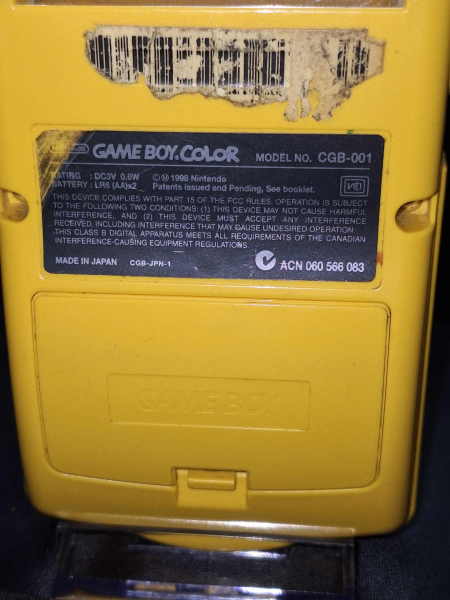 Nintendo GAME BOY COLOR MODEL NO. CGB-001
RATING : DC3V 0.6W © 1998 Nintendo
BATTERY : LR6 (AA)x2 Patents issued and Pending, See booklet. VCI
THIS DEVICE COMPLIES WITH PART 15 OF THE FCC RULES. OPERATION IS SUBJECT
TO THE FOLLOWING TWO CONDITIONS: (1) THIS DEVICE MAY NOT CAUSE HARMFUL
INTERFERENCE, AND (2) THIS DEVICE MUST ACCEPT ANY INTERFERENCE
RECEIVED, INCLUDING INTERFERENCE THAT MAY CAUSE UNDESIRED OPERATION.
THIS CLASS B DIGITAL APPARATUS MEETS ALL REQUIREMENTS OF THE CANADIAN
INTERFERENCE-CAUSING EQUIPMENT REGULATIONS.
MADE IN JAPAN CGB-JPN-1 ACN 060 566 083
GAME BOY